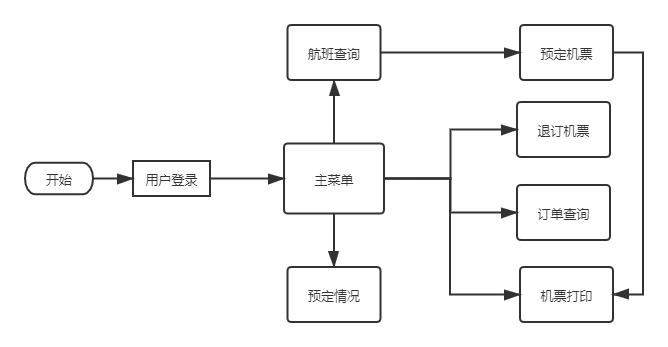 航班查询
预定机票
退订机票
开始
用户登录
主菜单
订单查询
预定情况
机票打印